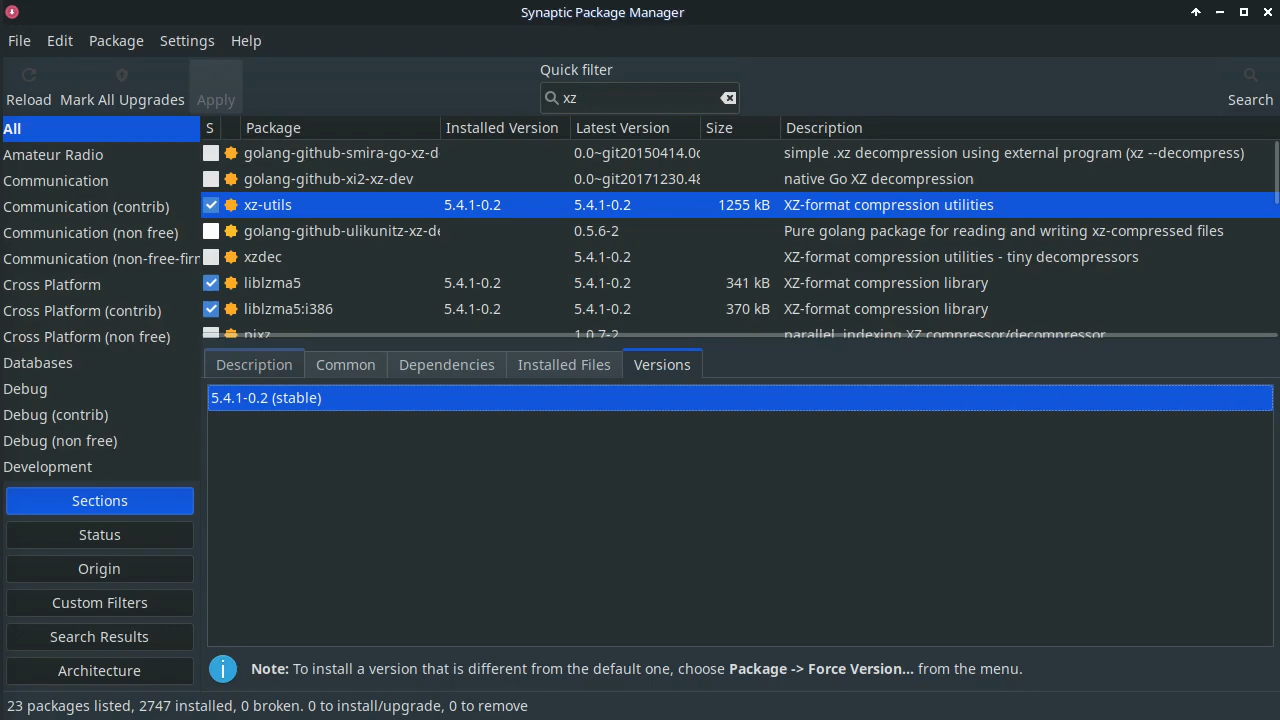 Synaptic Package Manager
File Edit Package Settings Help
Quick filter
Reload Mark All Upgrades Apply xz Search
All
Amateur Radio
Communication
Communication (contrib)
Communication (non free)
Communication (non-free-firr
Cross Platform
Cross Platform (contrib)
Cross Platform (non free)
Databases
Debug
Debug (contrib)
Debug (non free)
Development
Sections
Status
Origin
Custom Filters
Search Results
Architecture
S Package Installed Version Latest Version Size Description
golang-github-smira-go-xz-d 0.0~git20150414.0c simple .xz decompression using external program (xz --decompress)
golang-github-xi2-xz-dev 0.0~git20171230.48 native Go XZ decompression
xz-utils 5.4.1-0.2 5.4.1-0.2 1255 kB XZ-format compression utilities
golang-github-ulikunitz-xz-de 0.5.6-2 Pure golang package for reading and writing xz-compressed files
xzdec 5.4.1-0.2 XZ-format compression utilities - tiny decompressors
liblzma5 5.4.1-0.2 5.4.1-0.2 341 kB XZ-format compression library
liblzma5:i386 5.4.1-0.2 5.4.1-0.2 370 kB XZ-format compression library
pixz 1.0.7-2 parallel, indexing XZ compressor/decompressor
Description Common Dependencies Installed Files Versions
5.4.1-0.2 (stable)
Note: To install a version that is different from the default one, choose Package -> Force Version... from the menu.
23 packages listed, 2747 installed, 0 broken. 0 to install/upgrade, 0 to remove